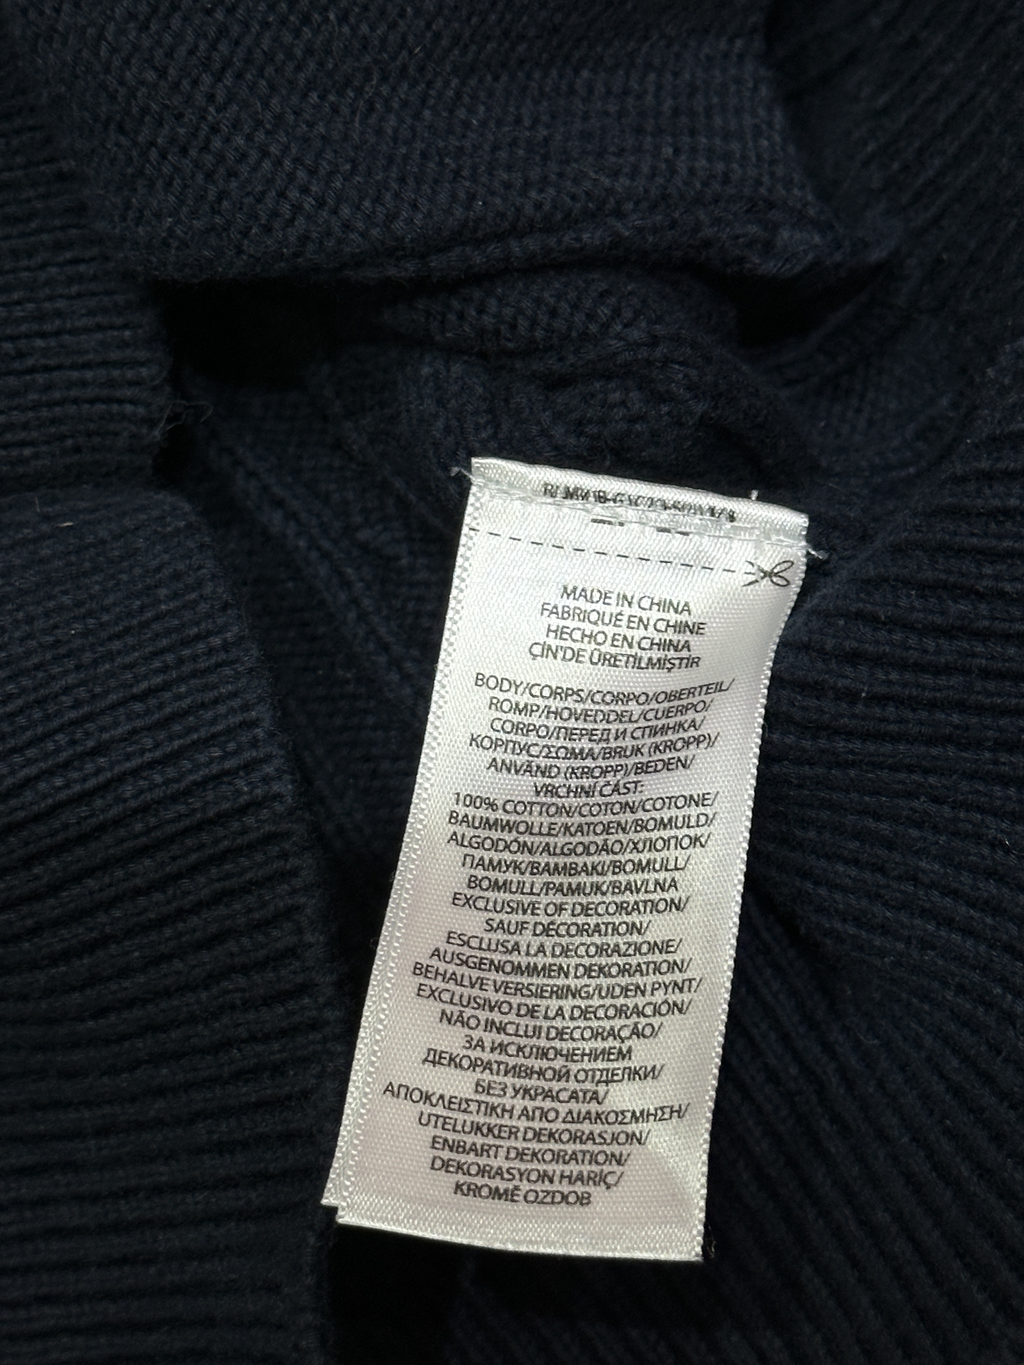 MADE IN CHINA
FABRIQUÉ EN CHINE
HECHO EN CHINA
ÇİN'DE ÜRETİLMİŞTİR
BODY/CORPS/CORPO/OBERTEIL/
ROMP/HOVEDDEL/CUERPO/
CORPO/ПЕРЕД И СПИНКА/
КОРПУС/ΣΩΜΑ/BRUK (KROPP)/
ANVÄND (KROPP)/BEDEN/
VRCHNÍ ČÁST:
100% COTTON/COTON/COTONE/
BAUMWOLLE/KATOEN/BOMULD/
ALGODÓN/ALGODÃO/ХЛОПОК/
ПАМУК/ΒΑΜΒΑΚΙ/BOMULL/
BOMULL/PAMUK/BAVLNA
EXCLUSIVE OF DECORATION/
SAUF DÉCORATION/
ESCLUSA LA DECORAZIONE/
AUSGENOMMEN DEKORATION/
BEHALVE VERSIERING/UDEN PYNT/
EXCLUSIVO DE LA DECORACIÓN/
NÃO INCLUI DECORAÇÃO/
ЗА ИСКЛЮЧЕНИЕМ
ДЕКОРАТИВНОЙ ОТДЕЛКИ/
БЕЗ УКРАСАТА/
ΑΠΟΚΛΕΙΣΤΙΚΗ ΑΠΟ ΔΙΑΚΟΣΜΗΣΗ/
UTELUKKER DEKORASJON/
ENBART DEKORATION/
DEKORASYON HARİÇ/
KROMĚ OZDOB